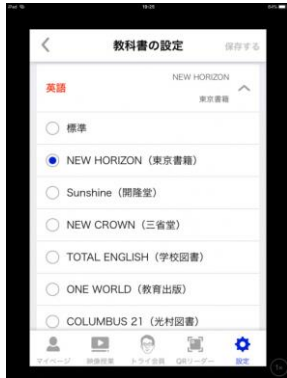 iPad
教科書の設定
保存する
英語
NEW HORIZON
東京書籍
標準
NEW HORIZON（東京書籍）
Sunshine（開隆堂）
NEW CROWN（三省堂）
TOTAL ENGLISH（学校図書）
ONE WORLD（教育出版）
COLUMBUS 21（光村図書）
マイページ
映像授業
トライ会員
QRリーダー
設定
1x